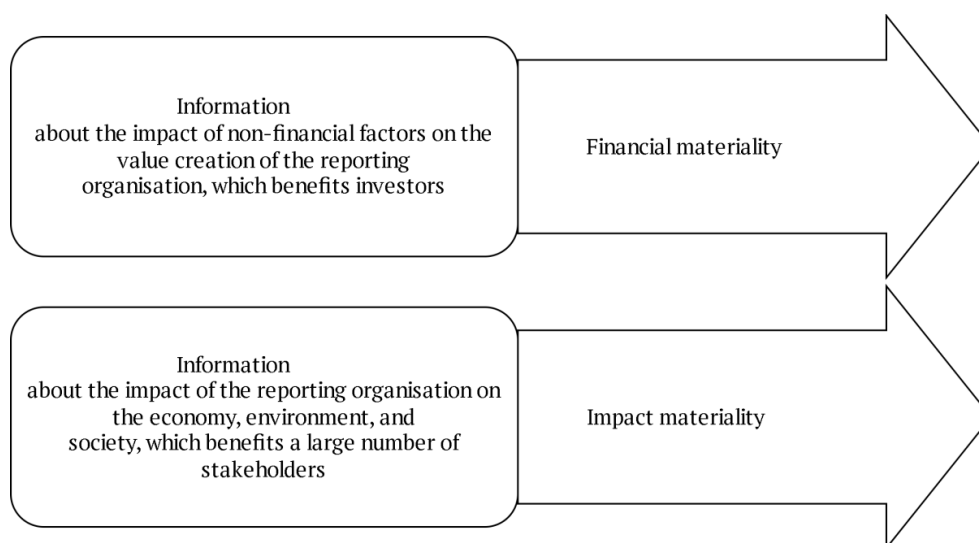 Information
about the impact of non-financial factors on the
value creation of the reporting
organisation, which benefits investors
Financial materiality
Information
about the impact of the reporting organisation on
the economy, environment, and
society, which benefits a large number of
stakeholders
Impact materiality